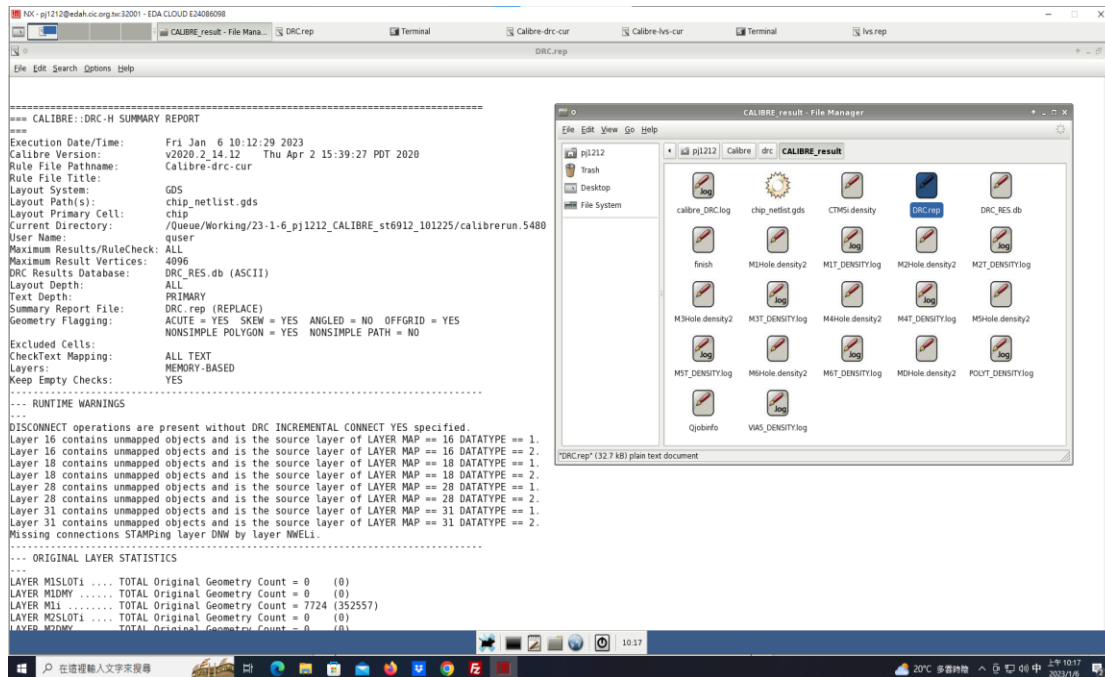 NX - pj1212@edah.cic.org.tw:32001 - EDA CLOUD E24086098
CALIBRE_result - File Mana...
DRC.rep
Terminal
Calibre-drc-cur
Calibre-lvs-cur
Terminal
lvs.rep
DRC.rep
File Edit Search Options Help
================================================================================
=== CALIBRE::DRC-H SUMMARY REPORT
===
Execution Date/Time: Fri Jan 6 10:12:29 2023
Calibre Version: v2020.2_14.12 Thu Apr 2 15:39:27 PDT 2020
Rule File Pathname: Calibre-drc-cur
Rule File Title:
Layout System: GDS
Layout Path(s): chip_netlist.gds
Layout Primary Cell: chip
Current Directory: /Queue/Working/23-1-6_pj1212_CALIBRE_st6912_101225/calibrerun.5480
User Name: quser
Maximum Results/RuleCheck: ALL
Maximum Result Vertices: 4096
DRC Results Database: DRC_RES.db (ASCII)
Layout Depth: ALL
Text Depth: PRIMARY
Summary Report File: DRC.rep (REPLACE)
Geometry Flagging: ACUTE = YES SKEW = YES ANGLED = NO OFFGRID = YES
NONSIMPLE POLYGON = YES NONSIMPLE PATH = NO
Excluded Cells:
CheckText Mapping: ALL TEXT
Layers: MEMORY-BASED
Keep Empty Checks: YES
--------------------------------------------------------------------------------
--- RUNTIME WARNINGS
---
DISCONNECT operations are present without DRC INCREMENTAL CONNECT YES specified.
Layer 16 contains unmapped objects and is the source layer of LAYER MAP == 16 DATATYPE == 1.
Layer 16 contains unmapped objects and is the source layer of LAYER MAP == 16 DATATYPE == 2.
Layer 18 contains unmapped objects and is the source layer of LAYER MAP == 18 DATATYPE == 1.
Layer 18 contains unmapped objects and is the source layer of LAYER MAP == 18 DATATYPE == 2.
Layer 28 contains unmapped objects and is the source layer of LAYER MAP == 28 DATATYPE == 1.
Layer 28 contains unmapped objects and is the source layer of LAYER MAP == 28 DATATYPE == 2.
Layer 31 contains unmapped objects and is the source layer of LAYER MAP == 31 DATATYPE == 1.
Layer 31 contains unmapped objects and is the source layer of LAYER MAP == 31 DATATYPE == 2.
Missing connections STAMPing layer DNW by layer NWELi.
--------------------------------------------------------------------------------
--- ORIGINAL LAYER STATISTICS
---
LAYER M1SLOTi .... TOTAL Original Geometry Count = 0 (0)
LAYER M1DMY ...... TOTAL Original Geometry Count = 0 (0)
LAYER M1i ........ TOTAL Original Geometry Count = 7724 (352557)
LAYER M2SLOTi .... TOTAL Original Geometry Count = 0 (0)
LAYER M2DMY ...... TOTAL Original Geometry Count = 0 (0)
CALIBRE_result - File Manager
File Edit View Go Help
pj1212
Trash
Desktop
File System
pj1212 Calibre drc CALIBRE_result
calibre_DRC.log chip_netlist.gds CTMSi.density DRC.rep DRC_RES.db
finish M1Hole.density2 M1T_DENSITY.log M2Hole.density2 M2T_DENSITY.log
M3Hole.density2 M3T_DENSITY.log M4Hole.density2 M4T_DENSITY.log M5Hole.density2
M5T_DENSITY.log M6Hole.density2 M6T_DENSITY.log MDHole.density2 POLYT_DENSITY.log
Qjobinfo VIA5_DENSITY.log
"DRC.rep" (32.7 kB) plain text document
10:17
在這裡輸入文字來搜尋
20°C 多雲時陰
中
上午 10:17
2023/1/6